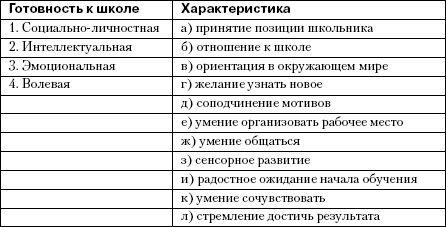 Готовность к школе Характеристика
1. Социально-личностная а) принятие позиции школьника
2. Интеллектуальная б) отношение к школе
3. Эмоциональная в) ориентация в окружающем мире
4. Волевая г) желание узнать новое
д) соподчинение мотивов
е) умение организовать рабочее место
ж) умение общаться
з) сенсорное развитие
и) радостное ожидание начала обучения
к) умение сочувствовать
л) стремление достичь результата